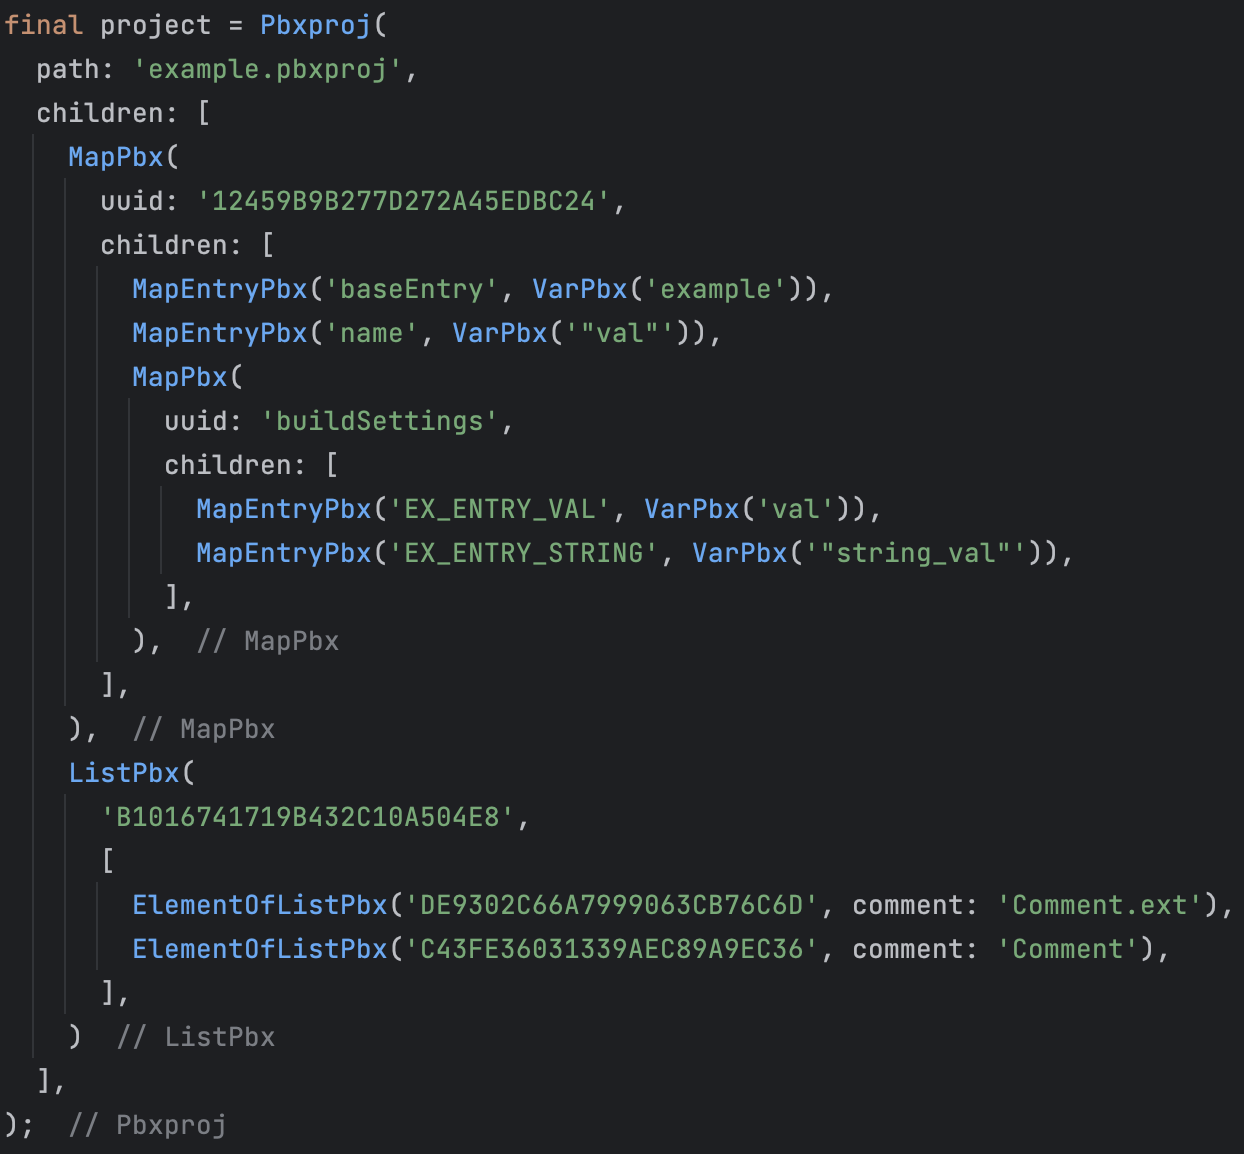 final project = Pbxproj(
  path: 'example.pbxproj',
  children: [
    MapPbx(
      uuid: '12459B9B277D272A45EDBC24',
      children: [
        MapEntryPbx('baseEntry', VarPbx('example')),
        MapEntryPbx('name', VarPbx('"val"')),
        MapPbx(
          uuid: 'buildSettings',
          children: [
            MapEntryPbx('EX_ENTRY_VAL', VarPbx('val')),
            MapEntryPbx('EX_ENTRY_STRING', VarPbx('"string_val"')),
          ],
        ),  // MapPbx
      ],
    ),  // MapPbx
    ListPbx(
      'B1016741719B432C10A504E8',
      [
        ElementOfListPbx('DE9302C66A7999063CB76C6D', comment: 'Comment.ext'),
        ElementOfListPbx('C43FE36031339AEC89A9EC36', comment: 'Comment'),
      ],
    )  // ListPbx
  ],
);  // Pbxproj